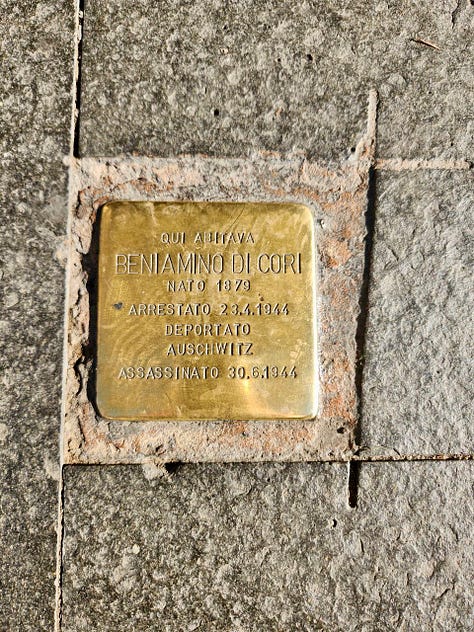 QUI ABITAVA
BENIAMINO DI CORI
NATO 1879
ARRESTATO 23.4.1944
DEPORTATO
AUSCHWITZ
ASSASSINATO 30.6.1944